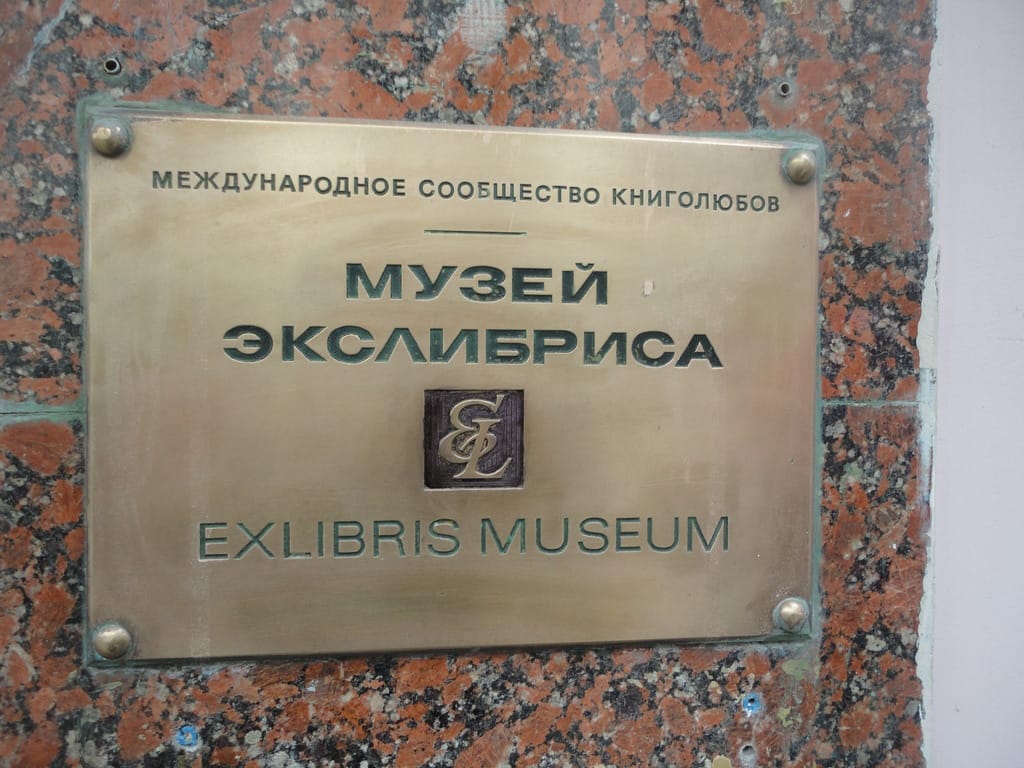 МЕЖДУНАРОДНОЕ СООБЩЕСТВО КНИГОЛЮБОВ
МУЗЕЙ
ЭКСЛИБРИСА
EL
EXLIBRIS MUSEUM